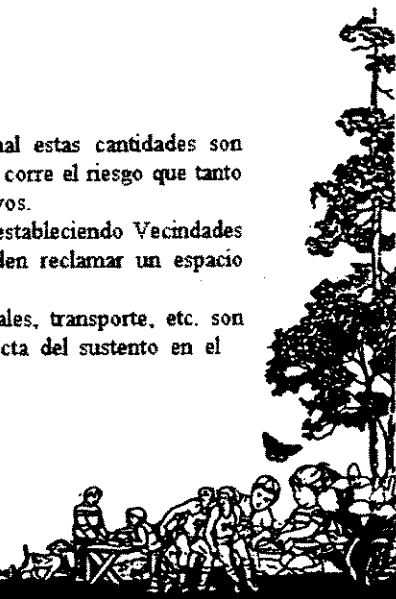 nal estas cantidades son
corre el riesgo que tanto
vos.
estableciendo Vecindades
den reclamar un espacio
ales, transporte, etc. son
cta del sustento en el